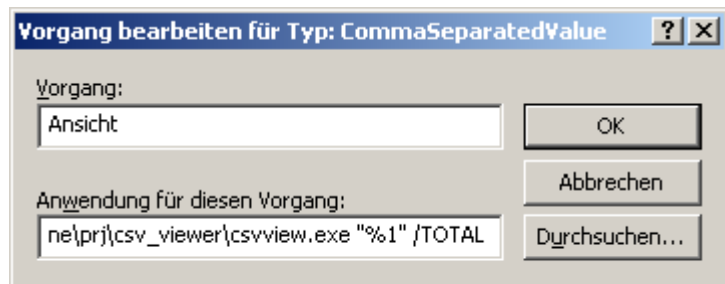 Vorgang bearbeiten für Typ: CommaSeparatedValue
Vorgang:
Ansicht
OK
Abbrechen
Anwendung für diesen Vorgang:
ne\prj\csv_viewer\csvview.exe "%1" /TOTAL
Durchsuchen...